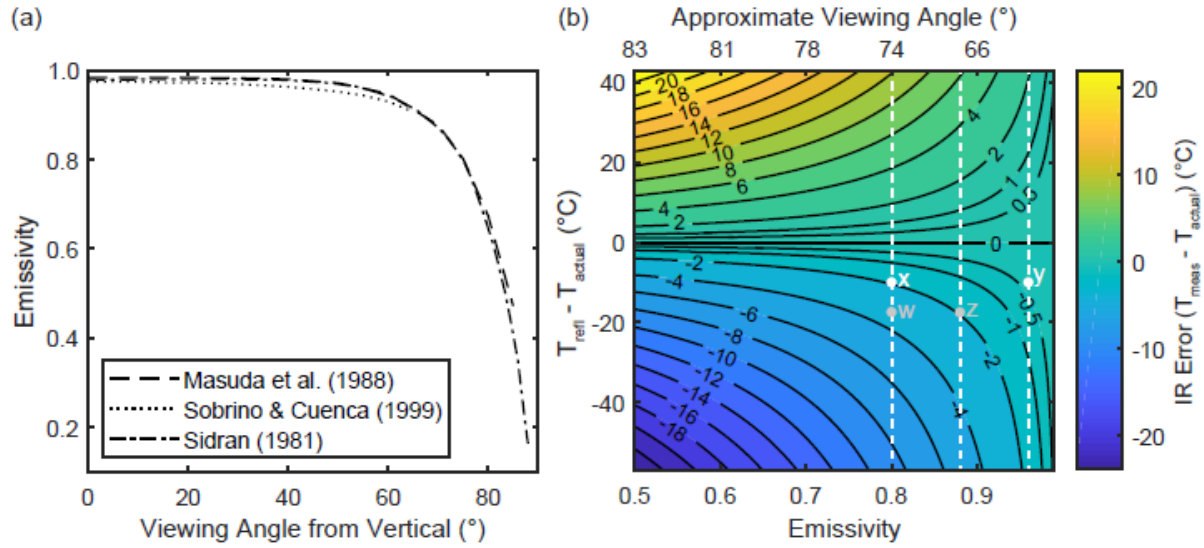 (a)
1.0
0.8
0.6
0.4
0.2
Emissivity
Masuda et al. (1988)
Sobrino & Cuenca (1999)
Sidran (1981)
0 20 40 60 80
Viewing Angle from Vertical (°)
(b)
Approximate Viewing Angle (°)
83 81 78 74 66
40
20
0
-20
-40
T_refl - T_actual (°C)
20
18
16
14
12
10
8
6
4
2
4
2
1
0.5
0
-2
-4
x
y
w
z
-0.5
-1
-2
-6
-8
-10
-12
-14
-16
-18
0.5 0.6 0.7 0.8 0.9
Emissivity
20
10
0
-10
-20
IR Error (T_meas - T_actual) (°C)